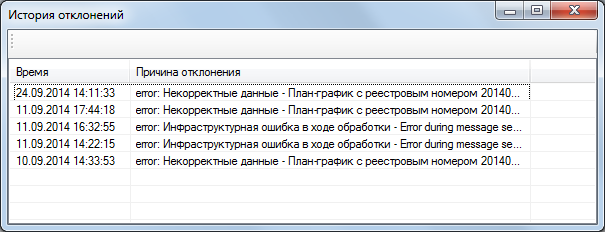 История отклонений
Время Причина отклонения
24.09.2014 14:11:33 error: Некорректные данные - План-график с реестровым номером 20140...
11.09.2014 17:44:18 error: Некорректные данные - План-график с реестровым номером 20140...
11.09.2014 16:32:55 error: Инфраструктурная ошибка в ходе обработки - Error during message se...
11.09.2014 14:22:15 error: Инфраструктурная ошибка в ходе обработки - Error during message se...
10.09.2014 14:33:53 error: Некорректные данные - План-график с реестровым номером 20140...